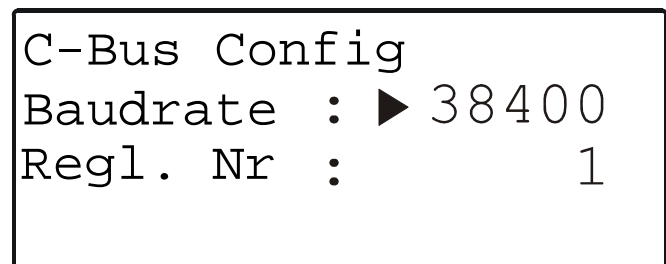 C-Bus Config
Baudrate : ▶ 38400
Regl. Nr : 1